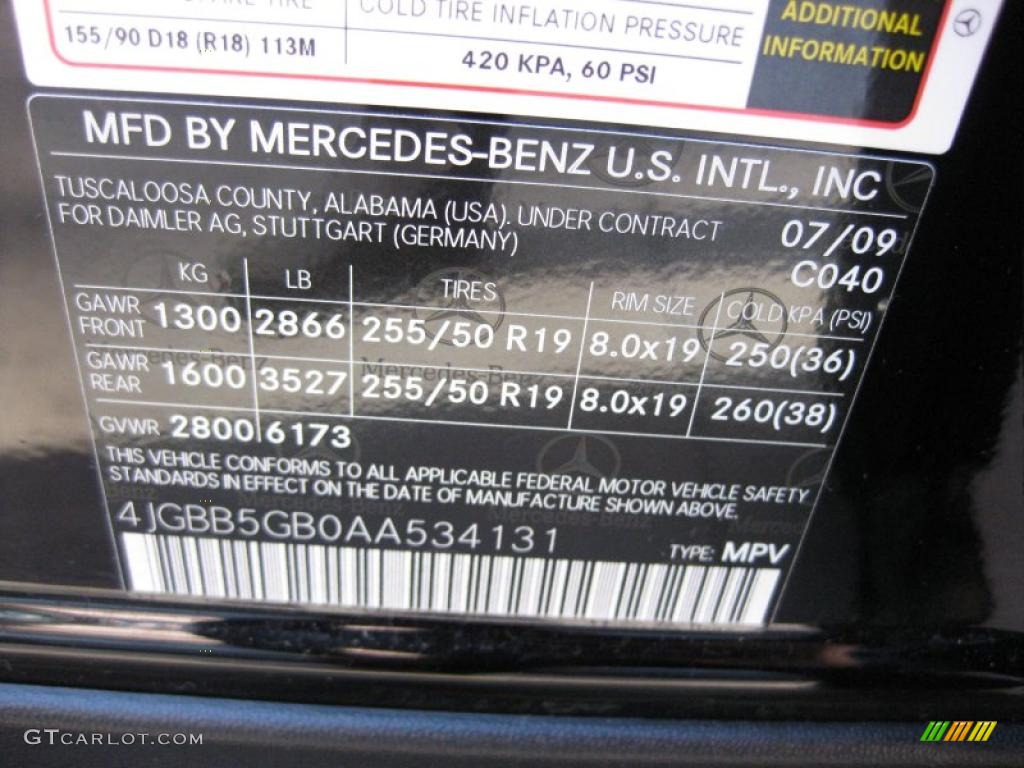 COLD TIRE INFLATION PRESSURE
155/90 D18 (R18) 113M
420 KPA, 60 PSI
ADDITIONAL
INFORMATION
MFD BY MERCEDES-BENZ U.S. INTL., INC
TUSCALOOSA COUNTY, ALABAMA (USA). UNDER CONTRACT
FOR DAIMLER AG, STUTTGART (GERMANY)
07/09
C040
KG LB TIRES RIM SIZE COLD KPA (PSI)
GAWR
FRONT 1300 2866 255/50 R19 8.0x19 250(36)
GAWR
REAR 1600 3527 255/50 R19 8.0x19 260(38)
GVWR 2800 6173
THIS VEHICLE CONFORMS TO ALL APPLICABLE FEDERAL MOTOR VEHICLE SAFETY
STANDARDS IN EFFECT ON THE DATE OF MANUFACTURE SHOWN ABOVE.
4JGBB5GB0AA534131
TYPE: MPV
GTCARLOT.COM